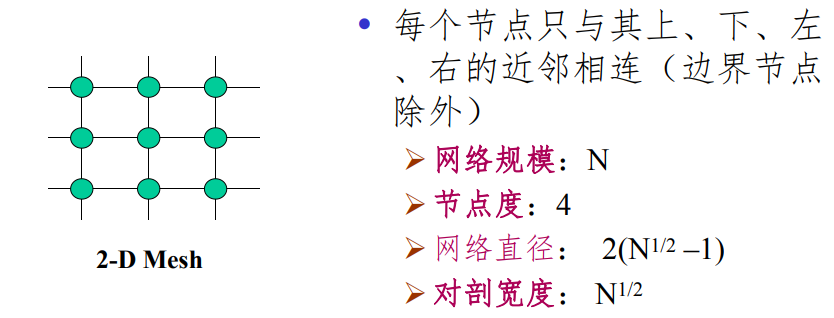 • 每个节点只与其上、下、左
、右的近邻相连（边界节点
除外）
➢ 网络规模：N
➢ 节点度：4
➢ 网络直径： 2(N^{1/2} –1)
➢ 对剖宽度： N^{1/2}
2-D Mesh